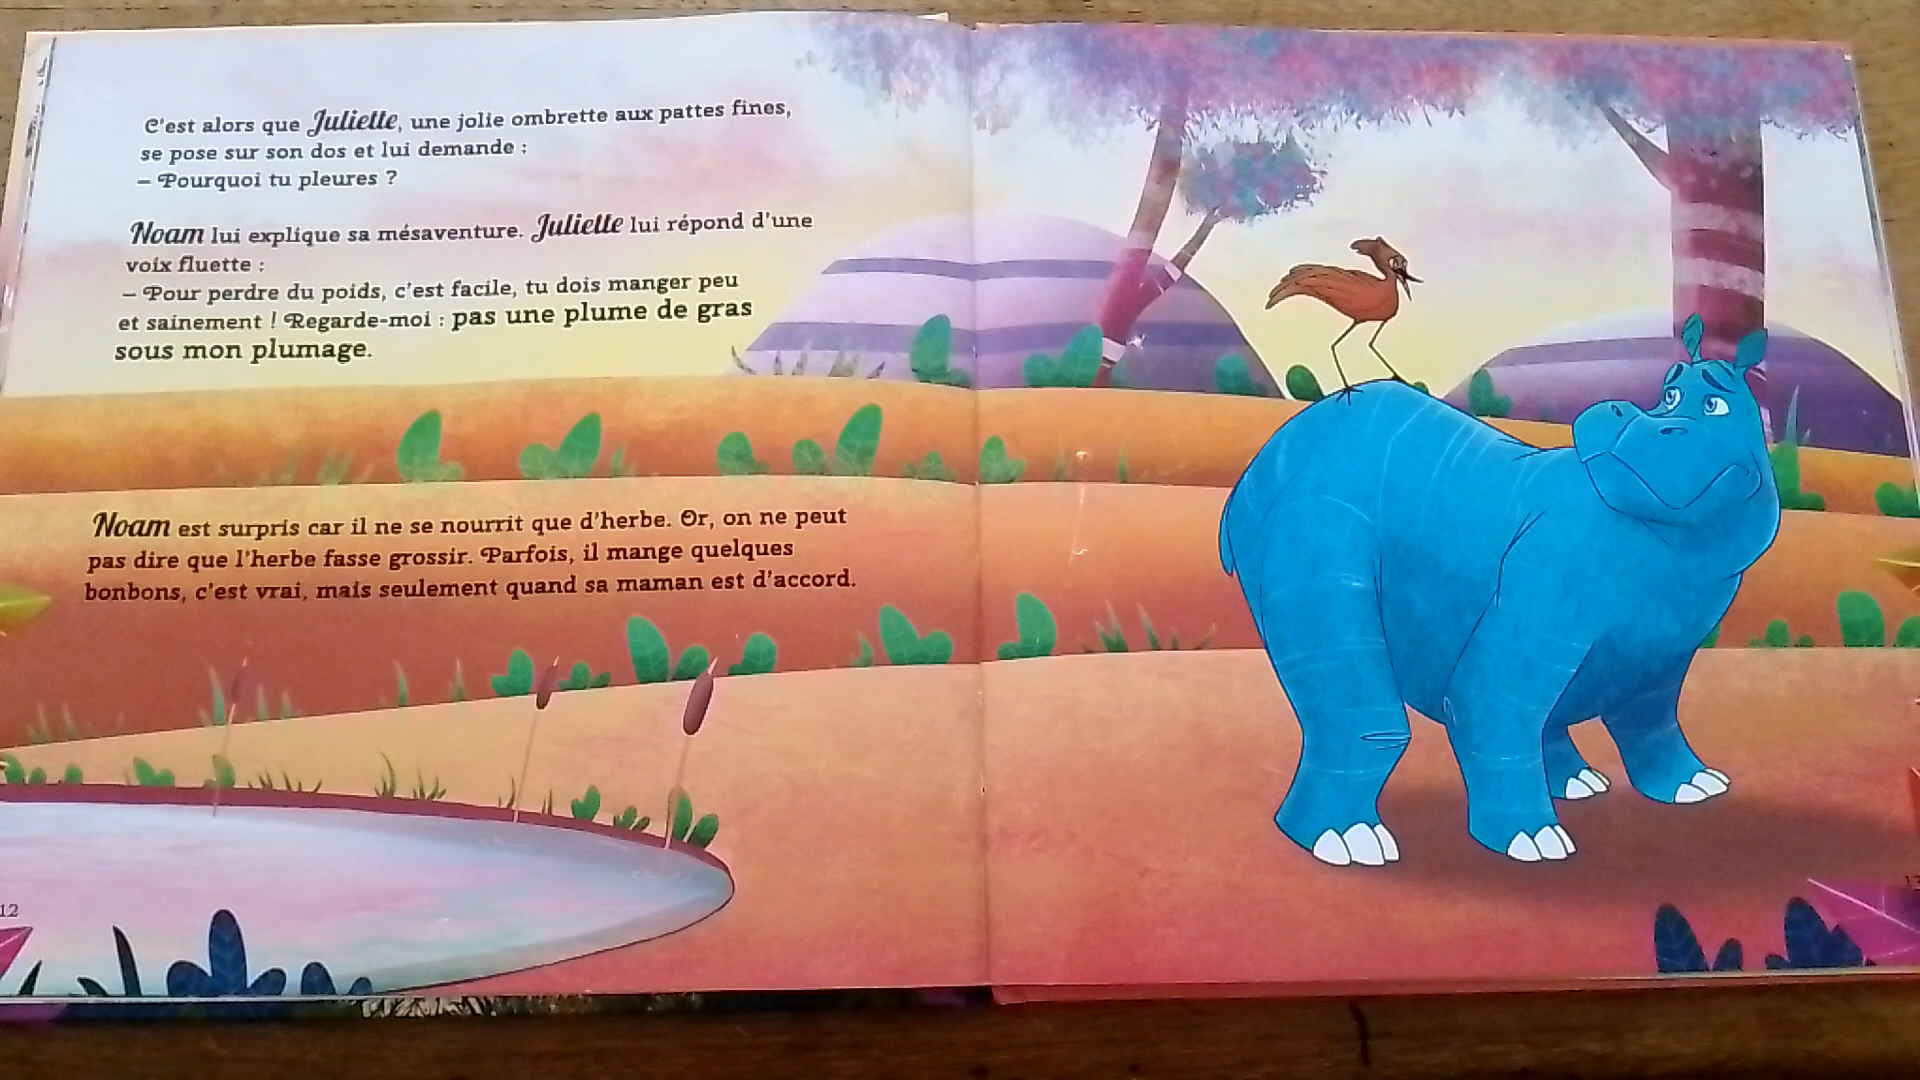 C'est alors que Juliette, une jolie ombrette aux pattes fines,
se pose sur son dos et lui demande :
– Pourquoi tu pleures ?
Noam lui explique sa mésaventure. Juliette lui répond d'une
voix fluette :
– Pour perdre du poids, c'est facile, tu dois manger peu
et sainement ! Regarde-moi : pas une plume de gras
sous mon plumage.
Noam est surpris car il ne se nourrit que d'herbe. Or, on ne peut
pas dire que l'herbe fasse grossir. Parfois, il mange quelques
bonbons, c'est vrai, mais seulement quand sa maman est d'accord.
12